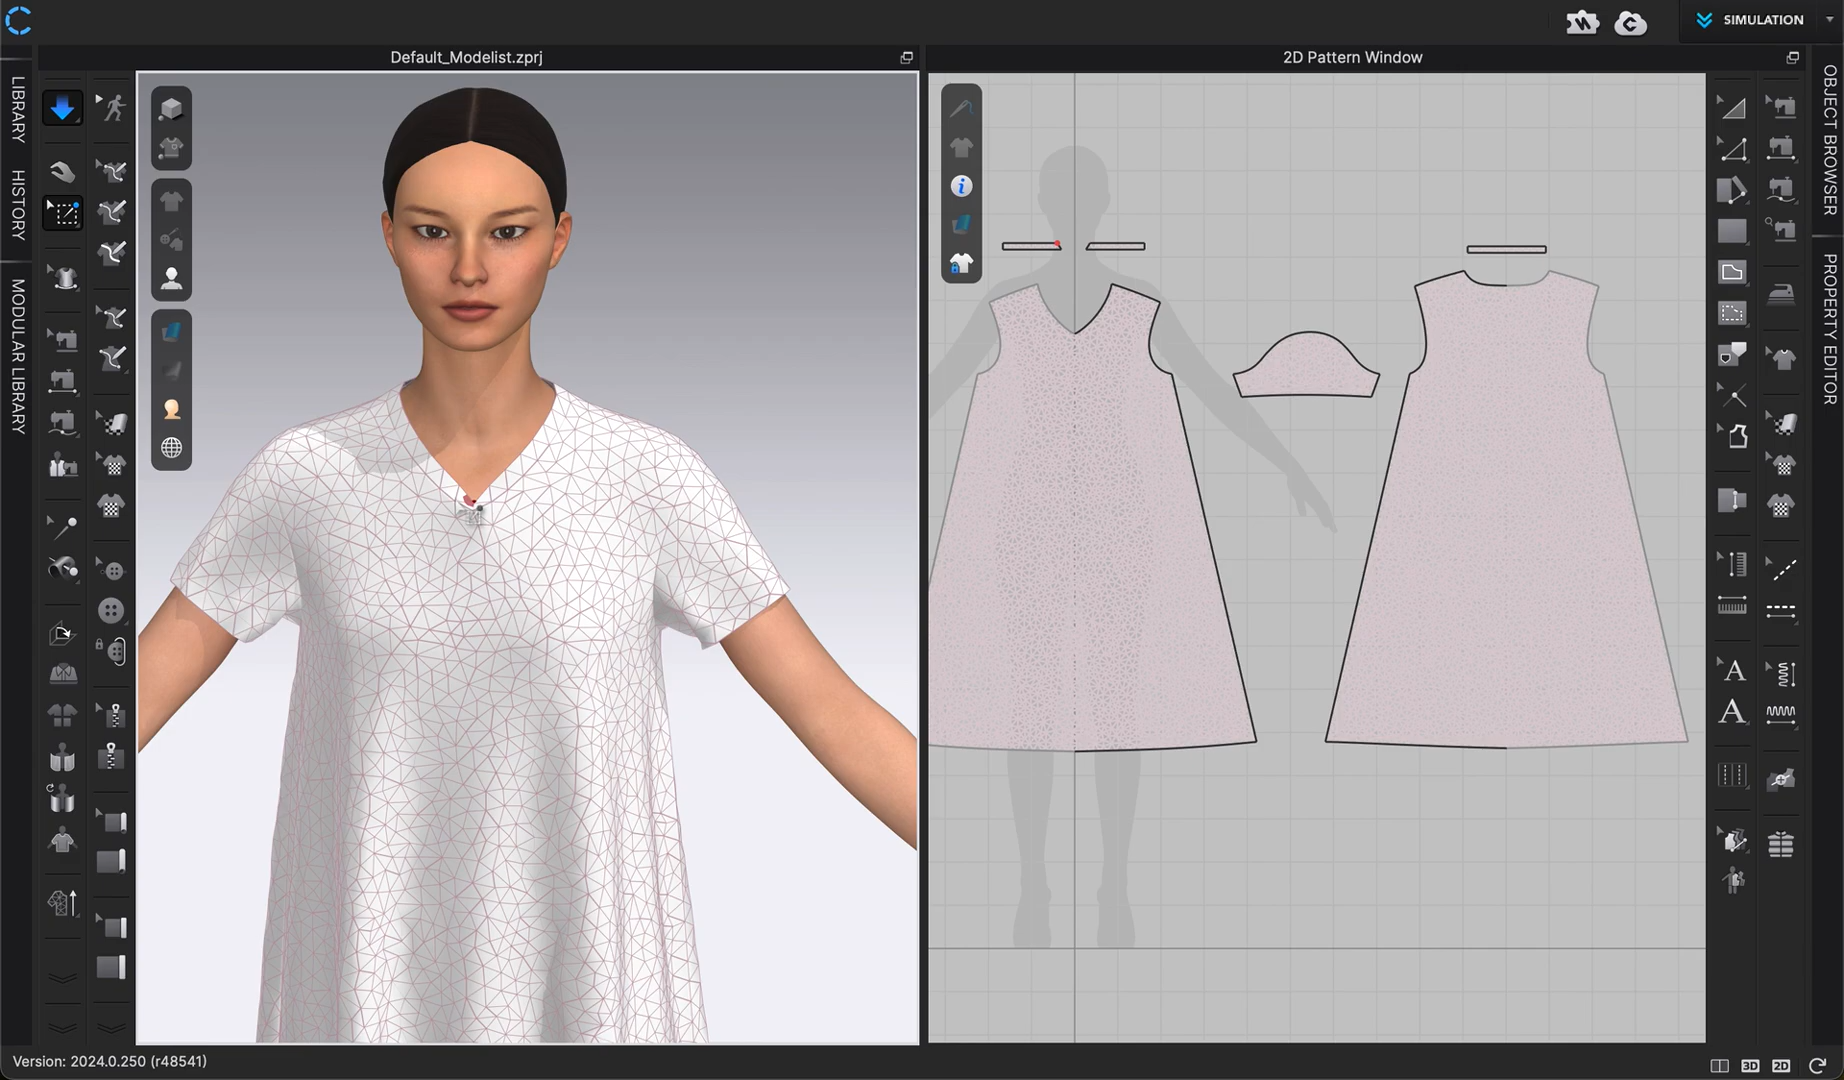 SIMULATION
Default_Modelist.zprj
2D Pattern Window
LIBRARY
HISTORY
MODULAR LIBRARY
OBJECT BROWSER
PROPERTY EDITOR
A
A
Version: 2024.0.250 (r48541)
3D
2D